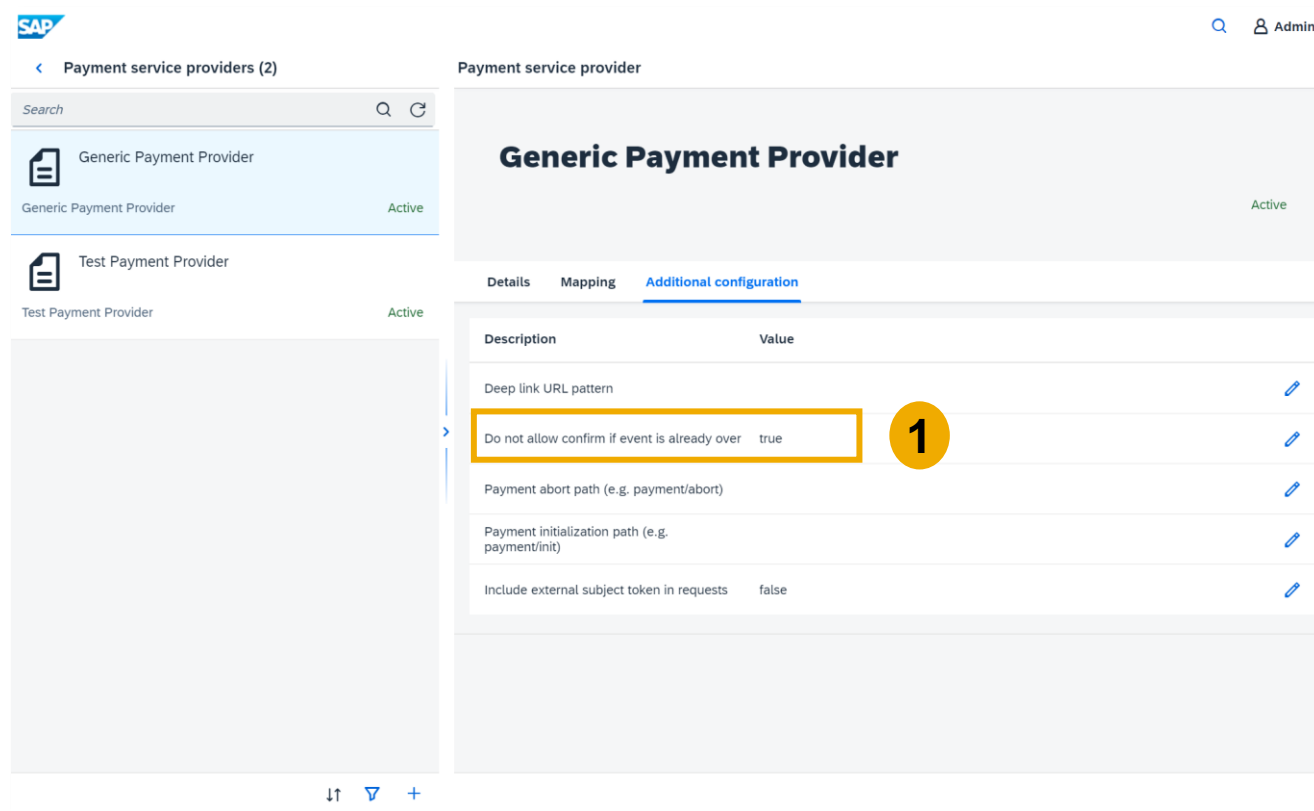 SAP
Admin
Payment service providers (2)
Payment service provider
Search
Generic Payment Provider
Generic Payment Provider
Active
Test Payment Provider
Test Payment Provider
Active
Generic Payment Provider
Active
Details Mapping Additional configuration
Description Value
Deep link URL pattern
Do not allow confirm if event is already over true
1
Payment abort path (e.g. payment/abort)
Payment initialization path (e.g.
payment/init)
Include external subject token in requests false